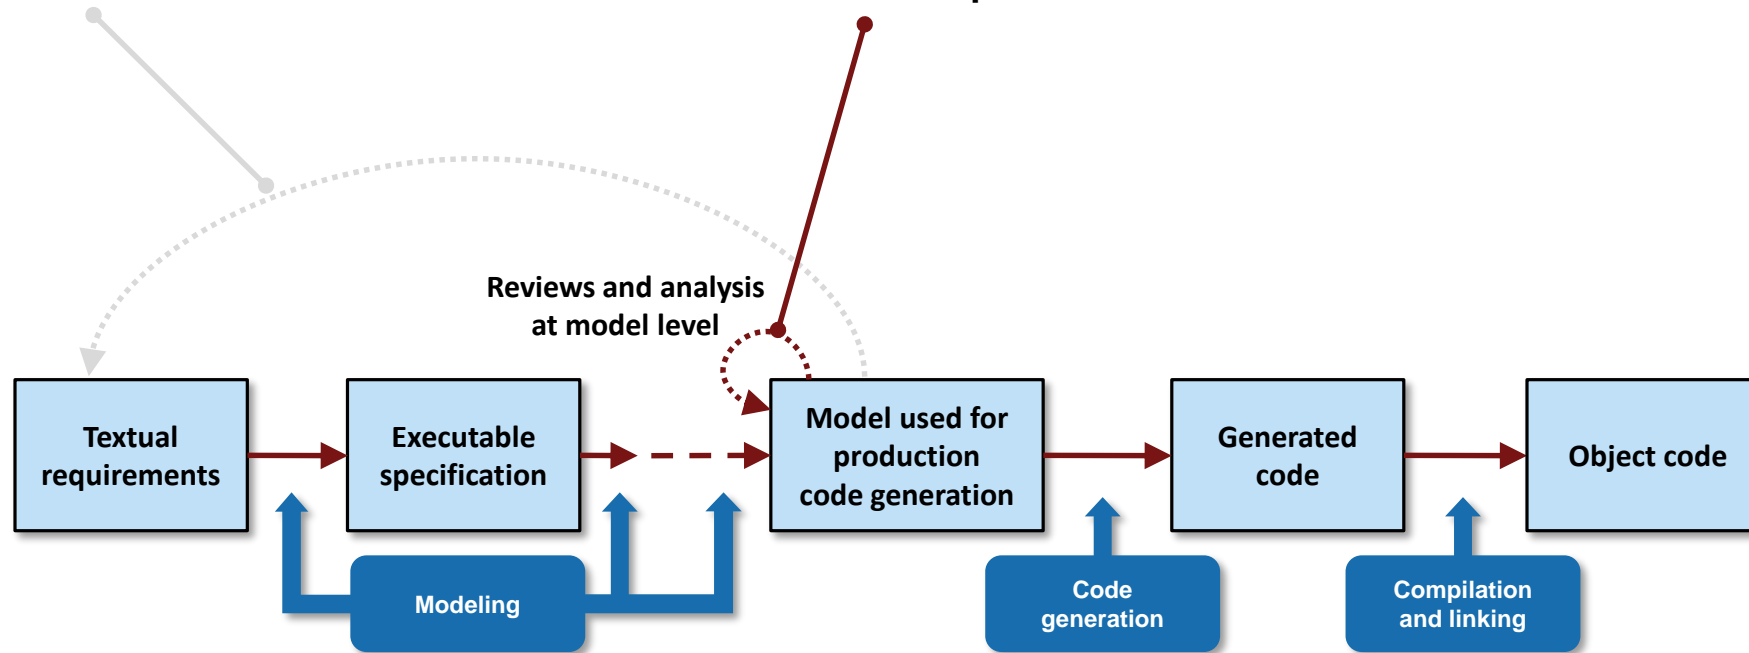 Reviews and analysis
at model level
Textual
requirements
Executable
specification
Model used for
production
code generation
Generated
code
Object code
Modeling
Code
generation
Compilation
and linking